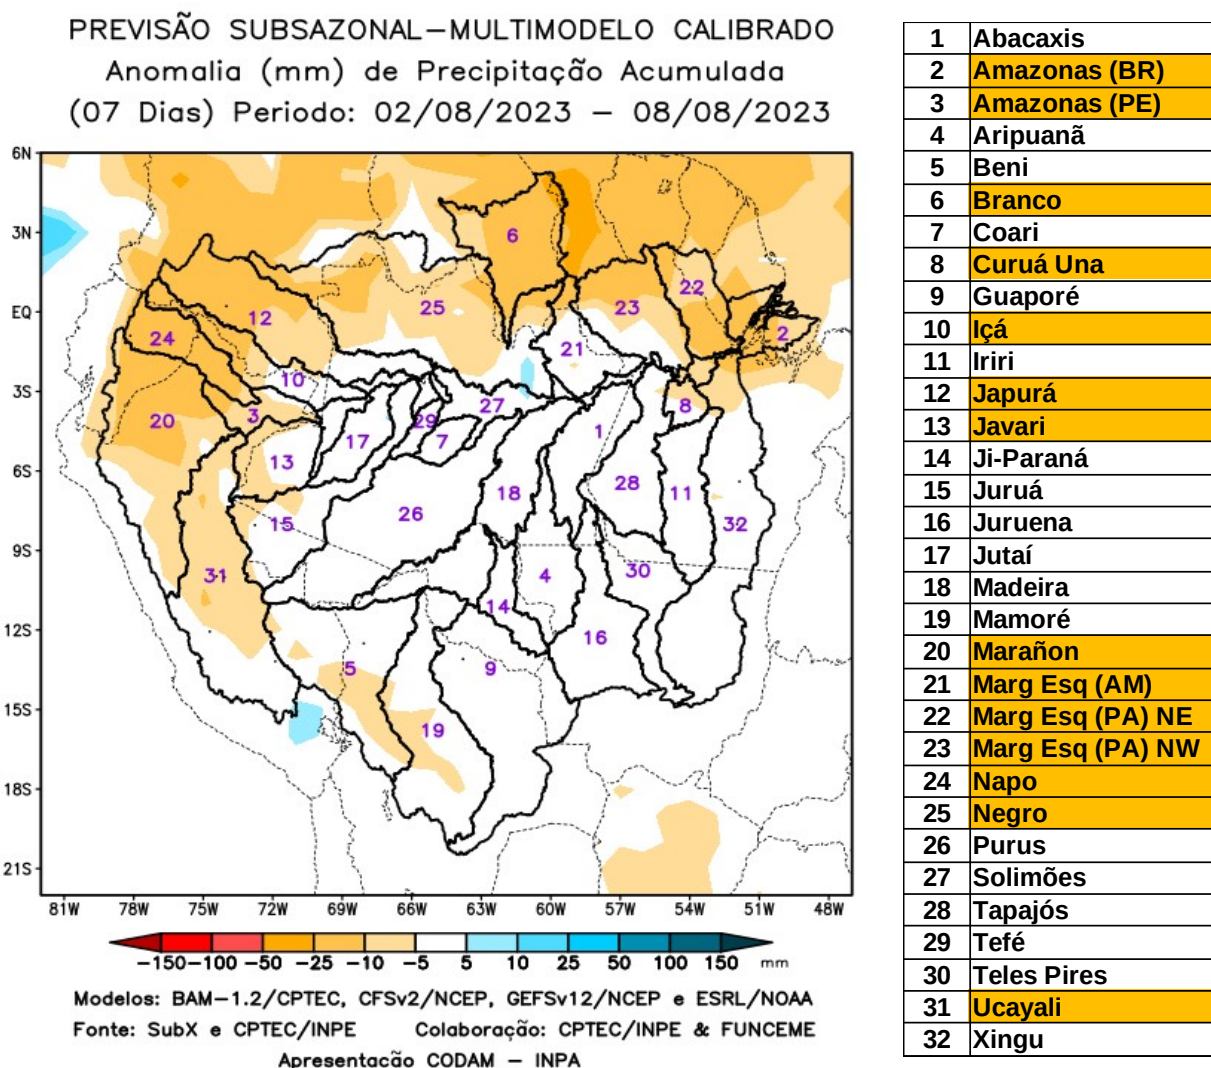 PREVISÃO SUBSAZONAL–MULTIMODELO CALIBRADO
Anomalia (mm) de Precipitação Acumulada
(07 Dias) Periodo: 02/08/2023 – 08/08/2023
6N
3N
EQ
3S
6S
9S
12S
15S
18S
21S
6
22
25
23
12
2
24
21
10
3
27
8
20
29
1
17
7
13
28
18
11
26
15
32
31
4
30
14
16
5
9
19
81W 78W 75W 72W 69W 66W 63W 60W 57W 54W 51W 48W
−150 −100 −50 −25 −10 −5 5 10 25 50 100 150 mm
Modelos: BAM−1.2/CPTEC, CFSv2/NCEP, GEFSv12/NCEP e ESRL/NOAA
Fonte: SubX e CPTEC/INPE Colaboração: CPTEC/INPE & FUNCEME
Apresentação CODAM – INPA
1 Abacaxis
2 Amazonas (BR)
3 Amazonas (PE)
4 Aripuanã
5 Beni
6 Branco
7 Coari
8 Curuá Una
9 Guaporé
10 Içá
11 Iriri
12 Japurá
13 Javari
14 Ji-Paraná
15 Juruá
16 Juruena
17 Jutaí
18 Madeira
19 Mamoré
20 Marañon
21 Marg Esq (AM)
22 Marg Esq (PA) NE
23 Marg Esq (PA) NW
24 Napo
25 Negro
26 Purus
27 Solimões
28 Tapajós
29 Tefé
30 Teles Pires
31 Ucayali
32 Xingu